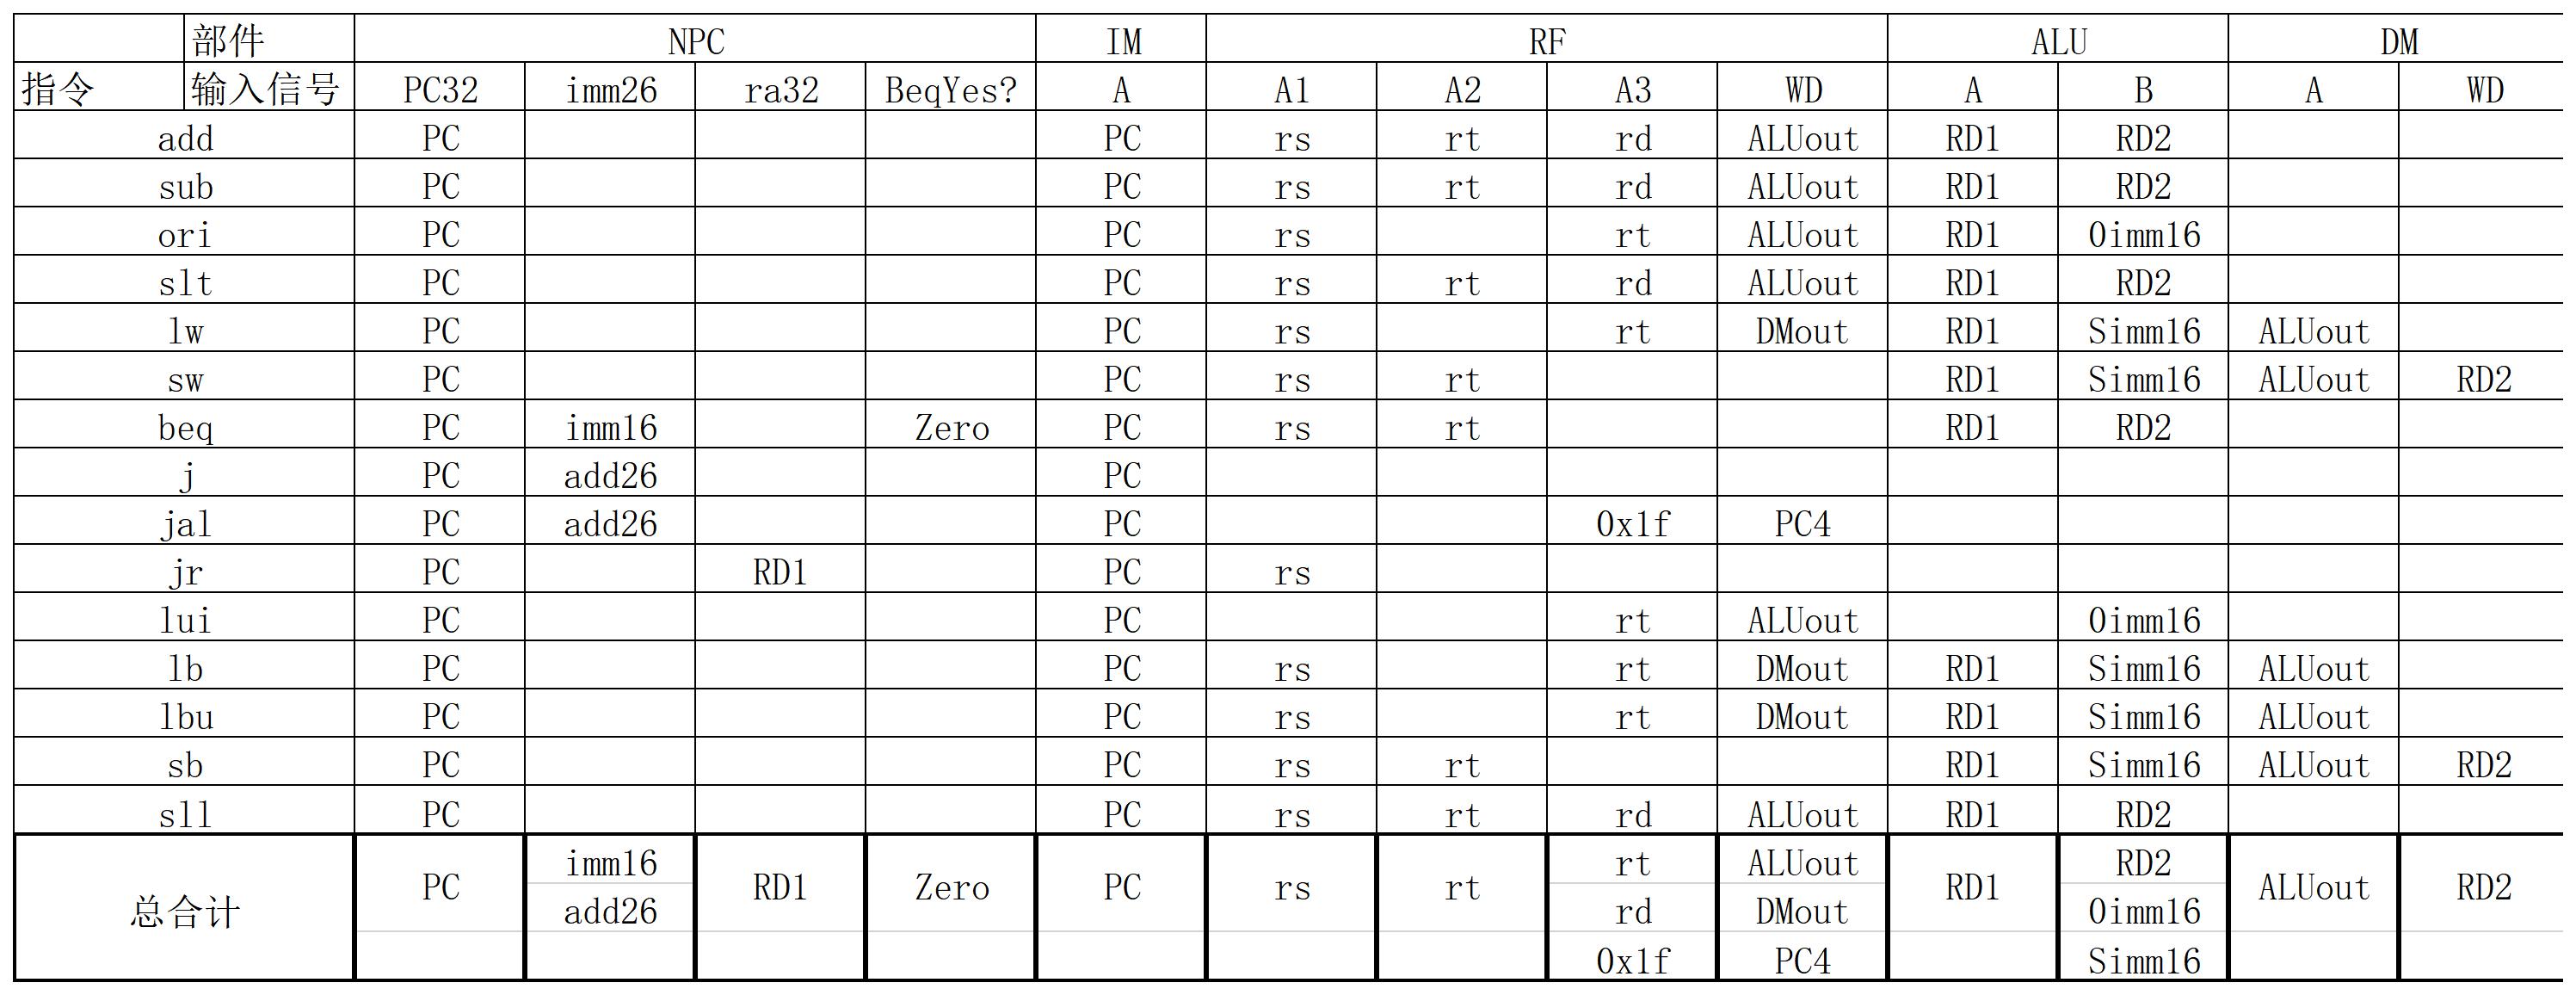 部件 NPC IM RF ALU DM
指令 输入信号 PC32 imm26 ra32 BeqYes? A A1 A2 A3 WD A B A WD
add PC PC rs rt rd ALUout RD1 RD2
sub PC PC rs rt rd ALUout RD1 RD2
ori PC PC rs rt ALUout RD1 0imm16
slt PC PC rs rt rd ALUout RD1 RD2
lw PC PC rs rt DMout RD1 Simm16 ALUout
sw PC PC rs rt RD1 Simm16 ALUout RD2
beq PC imm16 Zero PC rs rt RD1 RD2
j PC add26 PC
jal PC add26 PC 0x1f PC4
jr PC RD1 PC rs
lui PC PC rt ALUout 0imm16
lb PC PC rs rt DMout RD1 Simm16 ALUout
lbu PC PC rs rt DMout RD1 Simm16 ALUout
sb PC PC rs rt RD1 Simm16 ALUout RD2
sll PC PC rs rt rd ALUout RD1 RD2
总合计 PC imm16 RD1 Zero PC rs rt rt ALUout RD1 RD2 ALUout RD2
add26 rd DMout 0imm16
0x1f PC4 Simm16